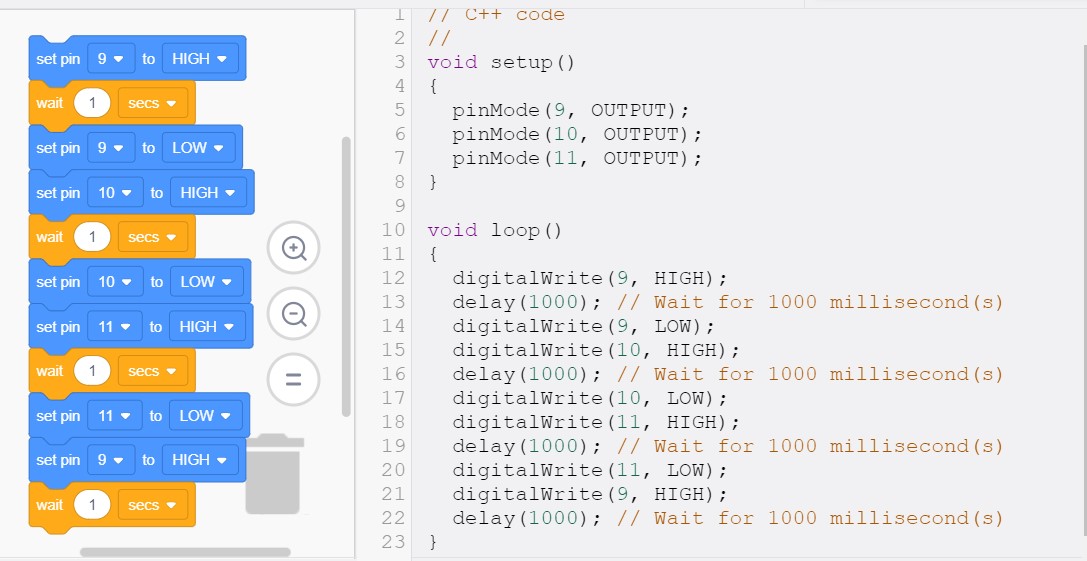 set pin 9 to HIGH
wait 1 secs
set pin 9 to LOW
set pin 10 to HIGH
wait 1 secs
set pin 10 to LOW
set pin 11 to HIGH
wait 1 secs
set pin 11 to LOW
set pin 9 to HIGH
wait 1 secs
1 // C++ code
2 //
3 void setup()
4 {
5   pinMode(9, OUTPUT);
6   pinMode(10, OUTPUT);
7   pinMode(11, OUTPUT);
8 }
9
10 void loop()
11 {
12   digitalWrite(9, HIGH);
13   delay(1000); // Wait for 1000 millisecond(s)
14   digitalWrite(9, LOW);
15   digitalWrite(10, HIGH);
16   delay(1000); // Wait for 1000 millisecond(s)
17   digitalWrite(10, LOW);
18   digitalWrite(11, HIGH);
19   delay(1000); // Wait for 1000 millisecond(s)
20   digitalWrite(11, LOW);
21   digitalWrite(9, HIGH);
22   delay(1000); // Wait for 1000 millisecond(s)
23 }